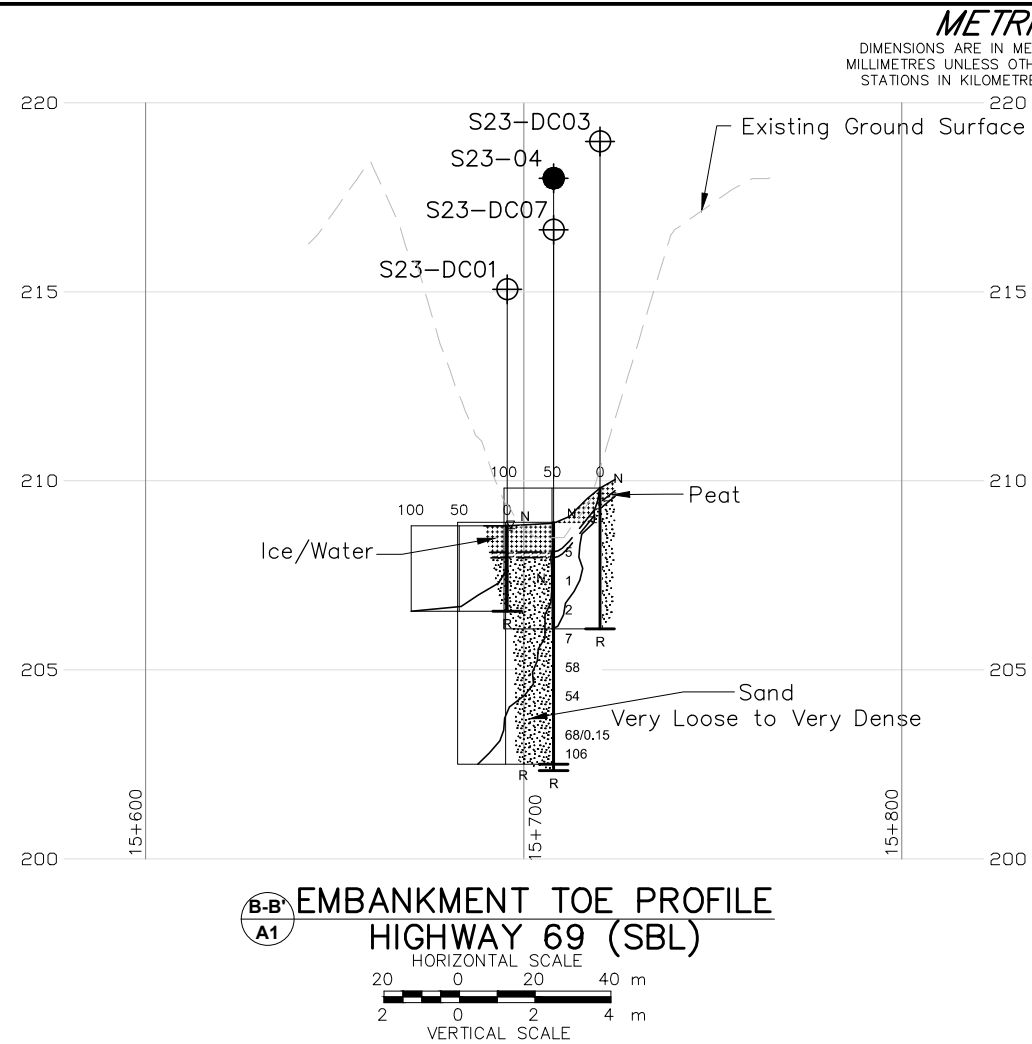 METRI
DIMENSIONS ARE IN ME
MILLIMETRES UNLESS OTH
STATIONS IN KILOMETRE
220
220
S23-DC03
Existing Ground Surface
S23-04
S23-DC07
S23-DC01
215
215
210
210
100 50 0 N
Peat
100 50 0 N N
Ice/Water
5
N 1
2
R
7
R
58
205
205
54
Sand
Very Loose to Very Dense
68/0.15
106
R
R
15+600
15+700
15+800
200
200
B-B'
A1
EMBANKMENT TOE PROFILE
HIGHWAY 69 (SBL)
HORIZONTAL SCALE
20 0 20 40 m
2 0 2 4 m
VERTICAL SCALE